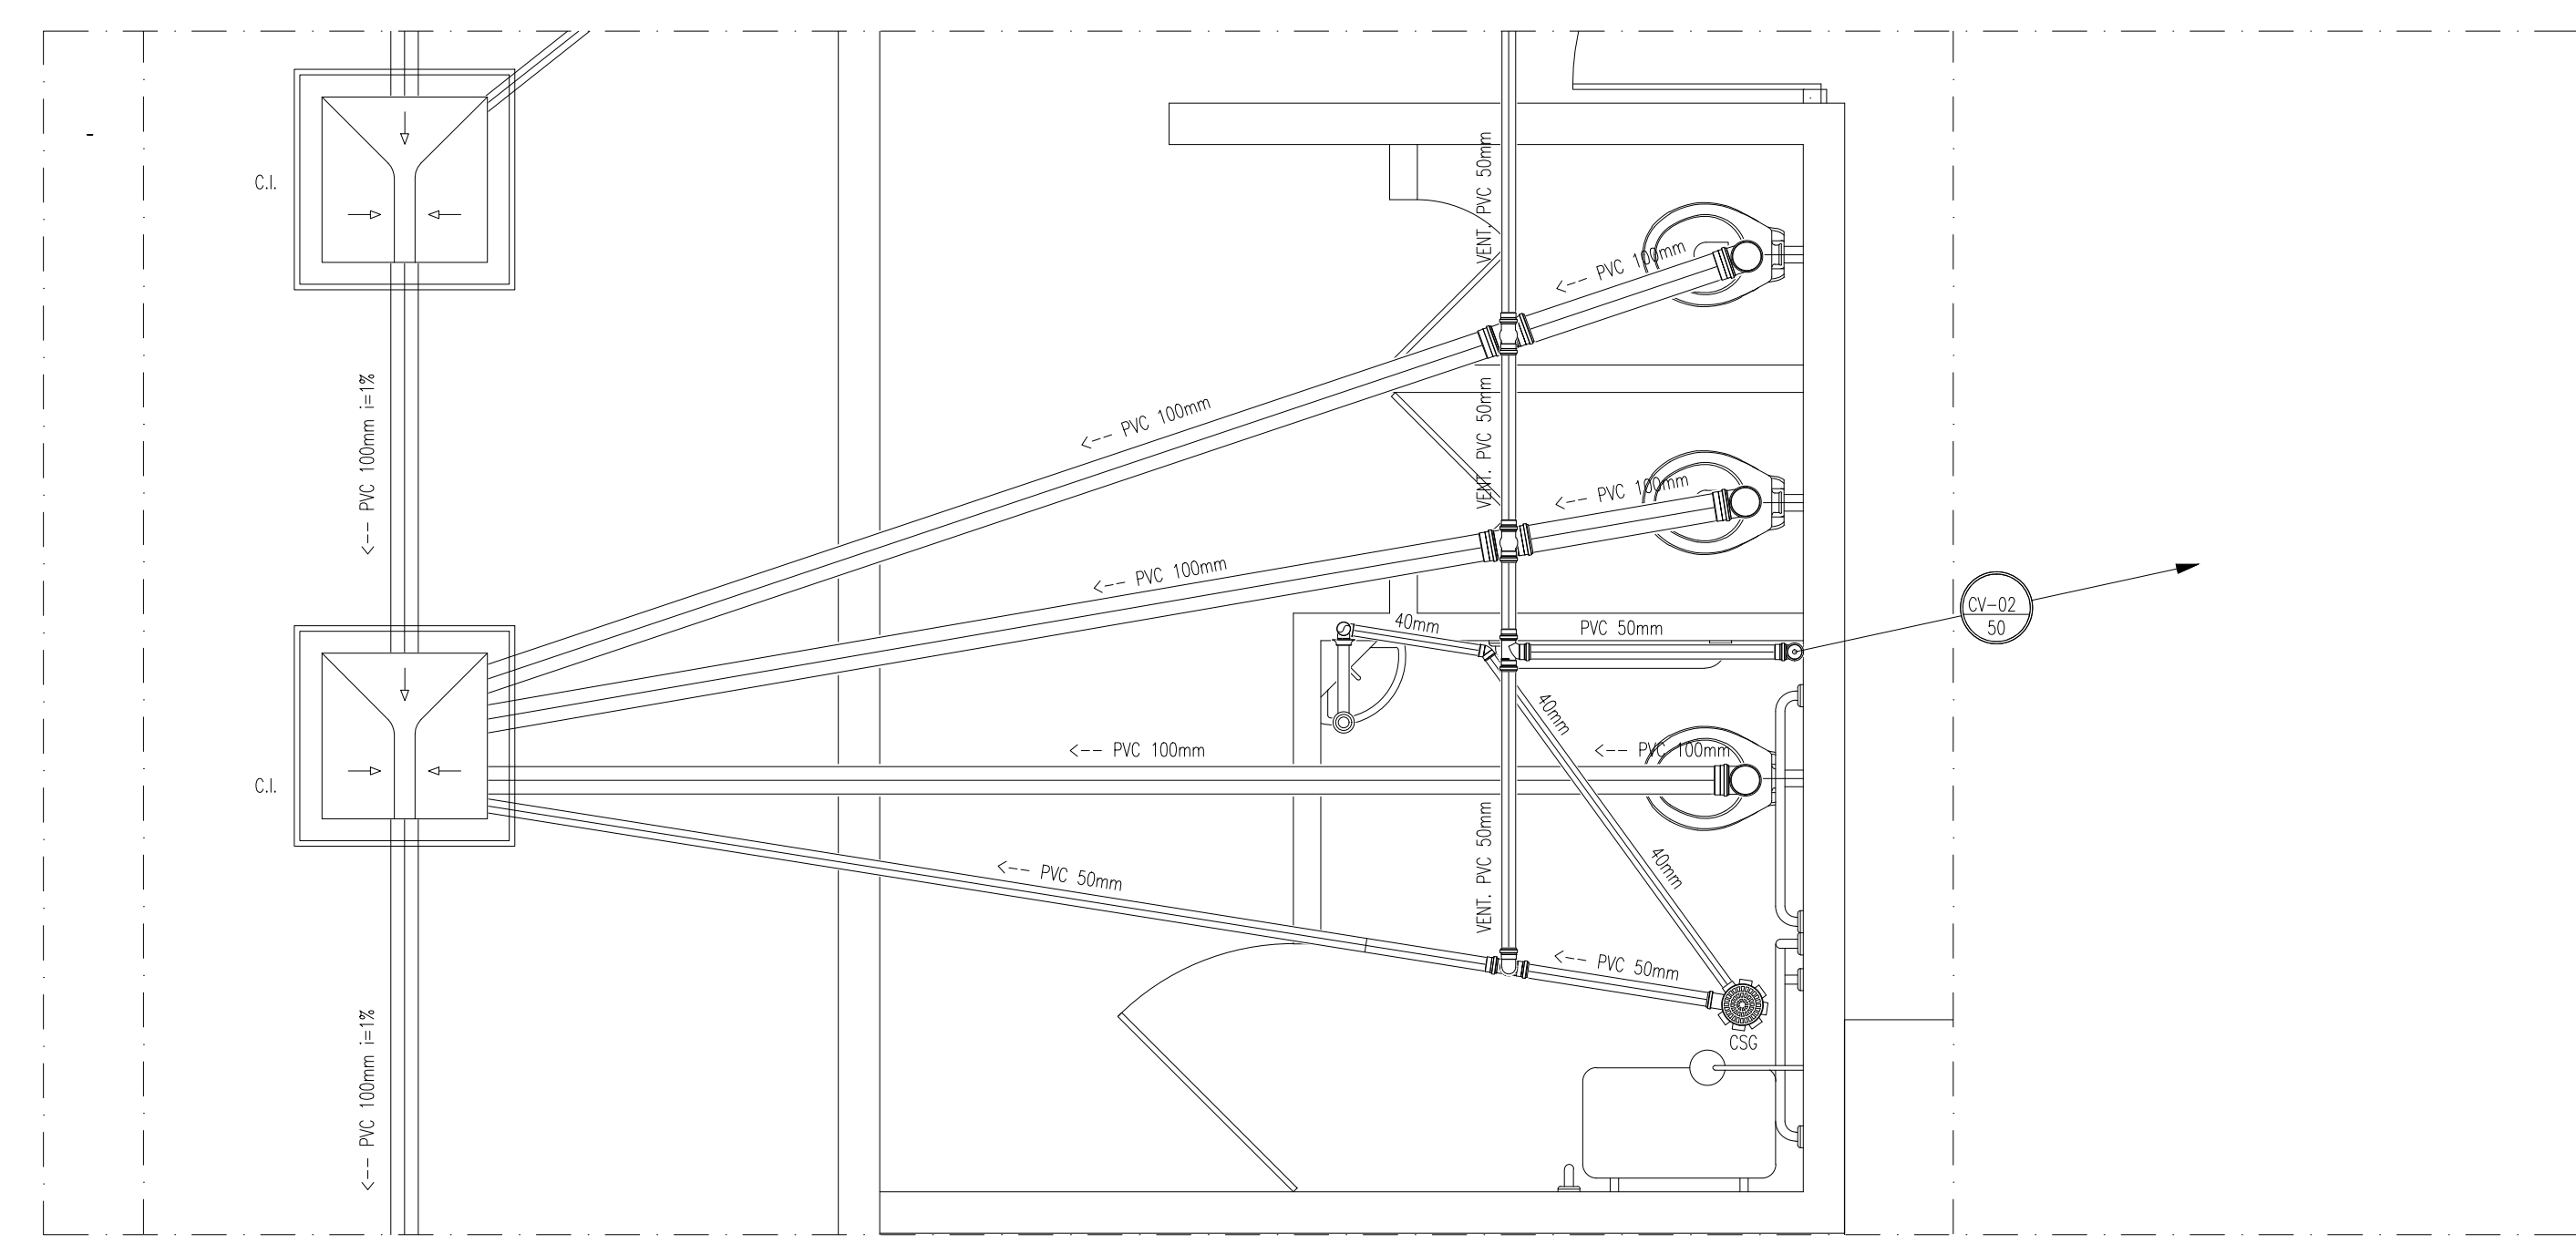 VENT. PVC 50mm
C.I.
<-- PVC 100mm
<-- PVC 100mm i=1%
<-- PVC 100mm
VENT. PVC 50mm
<-- PVC 100mm
<-- PVC 100mm
CV-02
50
40mm
PVC 50mm
40mm
<-- PVC 100mm
<-- PVC 100mm
C.I.
VENT. PVC 50mm
40mm
<-- PVC 50mm
<-- PVC 50mm
CSG
<-- PVC 100mm i=1%